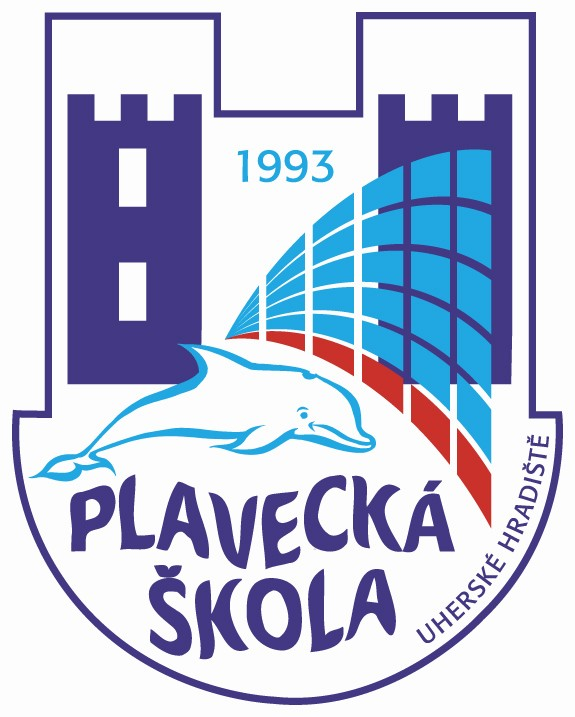 1993
PLAVECKÁ
ŠKOLA
UHERSKÉ HRADIŠTĚ